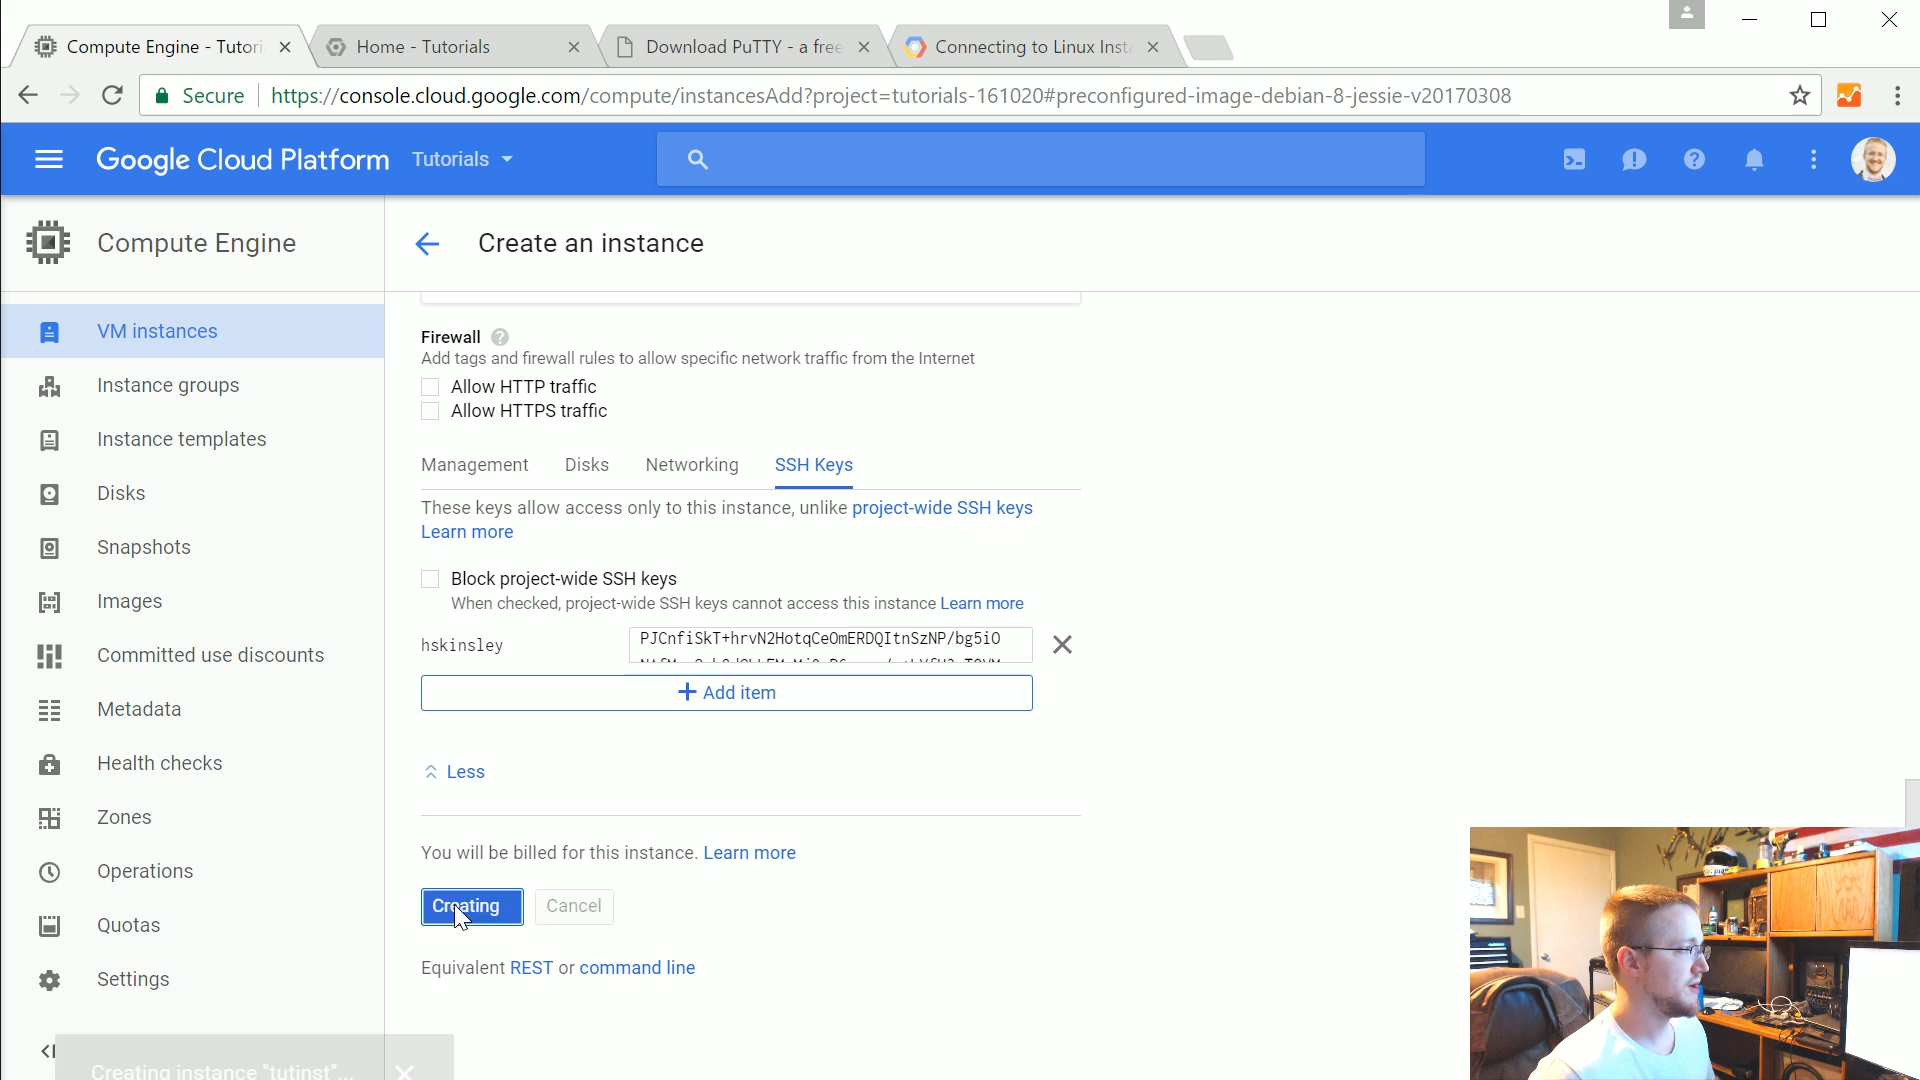 Compute Engine - Tutori
Home - Tutorials
Download PuTTY - a free
Connecting to Linux Insta
Secure
https://console.cloud.google.com/compute/instancesAdd?project=tutorials-161020#preconfigured-image-debian-8-jessie-v20170308
Google Cloud Platform
Tutorials
Compute Engine
Create an instance
VM instances
Instance groups
Instance templates
Disks
Snapshots
Images
Committed use discounts
Metadata
Health checks
Zones
Operations
Quotas
Settings
Firewall
Add tags and firewall rules to allow specific network traffic from the Internet
Allow HTTP traffic
Allow HTTPS traffic
Management
Disks
Networking
SSH Keys
These keys allow access only to this instance, unlike project-wide SSH keys
Learn more
Block project-wide SSH keys
When checked, project-wide SSH keys cannot access this instance Learn more
hskinsley
PJCnfiSkT+hrvN2HotqCeOmERDQItnSzNP/bg5iO
Add item
Less
You will be billed for this instance. Learn more
Creating
Cancel
Equivalent REST or command line
Creating instance "tutinst"...